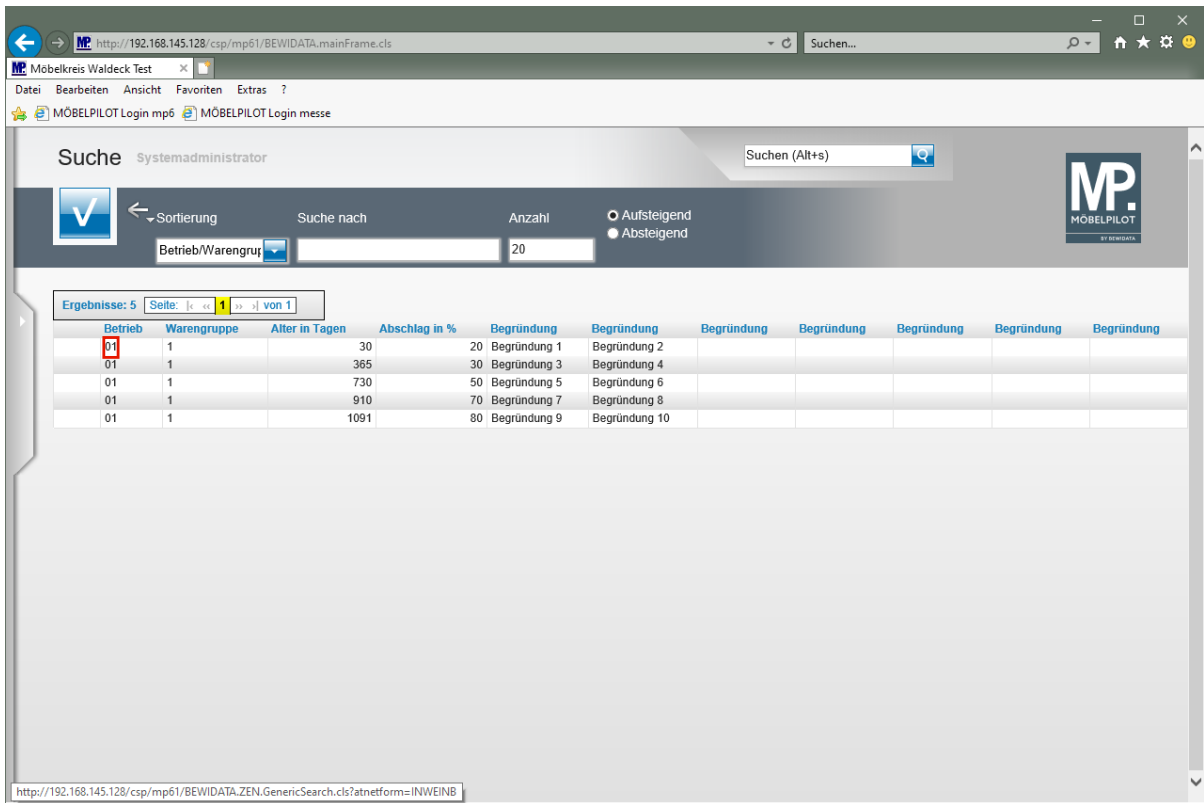 http://192.168.145.128/csp/mp61/BEWIDATA.mainFrame.cls Suchen...
Möbelkreis Waldeck Test
Datei Bearbeiten Ansicht Favoriten Extras ?
MÖBELPILOT Login mp6 MÖBELPILOT Login messe
Suche Systemadministrator Suchen (Alt+s)
MP.
MÖBELPILOT
BY BEWIDATA
Sortierung Suche nach Anzahl Aufsteigend
Absteigend
Betrieb/Warengrup 20
Ergebnisse: 5 Seite: |‹ ‹‹ 1 ›› ›| von 1
Betrieb Warengruppe Alter in Tagen Abschlag in % Begründung Begründung Begründung Begründung Begründung Begründung Begründung
01 1 30 20 Begründung 1 Begründung 2
01 1 365 30 Begründung 3 Begründung 4
01 1 730 50 Begründung 5 Begründung 6
01 1 910 70 Begründung 7 Begründung 8
01 1 1091 80 Begründung 9 Begründung 10
http://192.168.145.128/csp/mp61/BEWIDATA.ZEN.GenericSearch.cls?atnetform=INWEINB